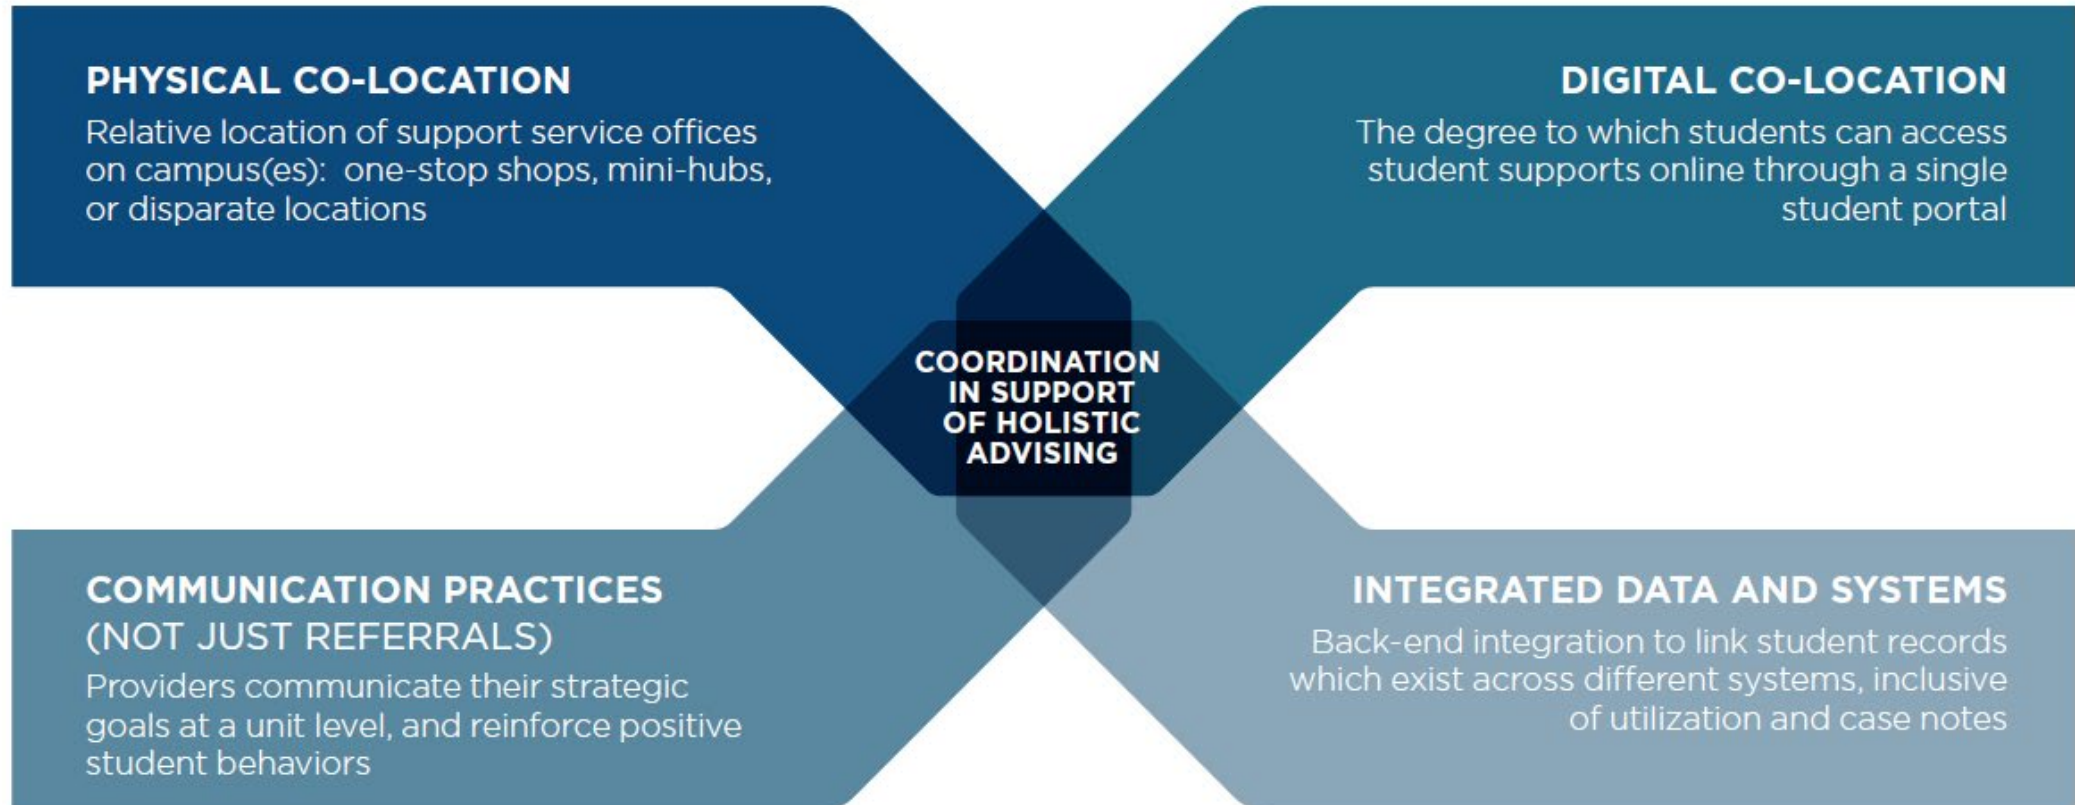 PHYSICAL CO-LOCATION
Relative location of support service offices
on campus(es):  one-stop shops, mini-hubs,
or disparate locations
DIGITAL CO-LOCATION
The degree to which students can access
student supports online through a single
student portal
COORDINATION
IN SUPPORT
OF HOLISTIC
ADVISING
COMMUNICATION PRACTICES
(NOT JUST REFERRALS)
Providers communicate their strategic
goals at a unit level, and reinforce positive
student behaviors
INTEGRATED DATA AND SYSTEMS
Back-end integration to link student records
which exist across different systems, inclusive
of utilization and case notes